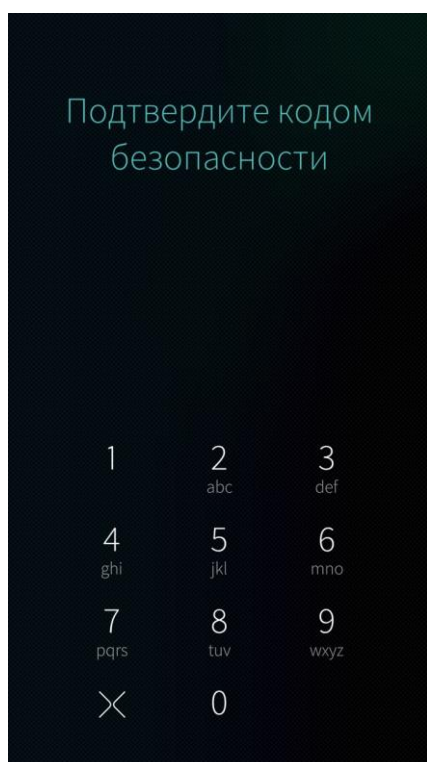 Подтвердите кодом
безопасности
1 2 3
abc def
4 5 6
ghi jkl mno
7 8 9
pqrs tuv wxyz
0